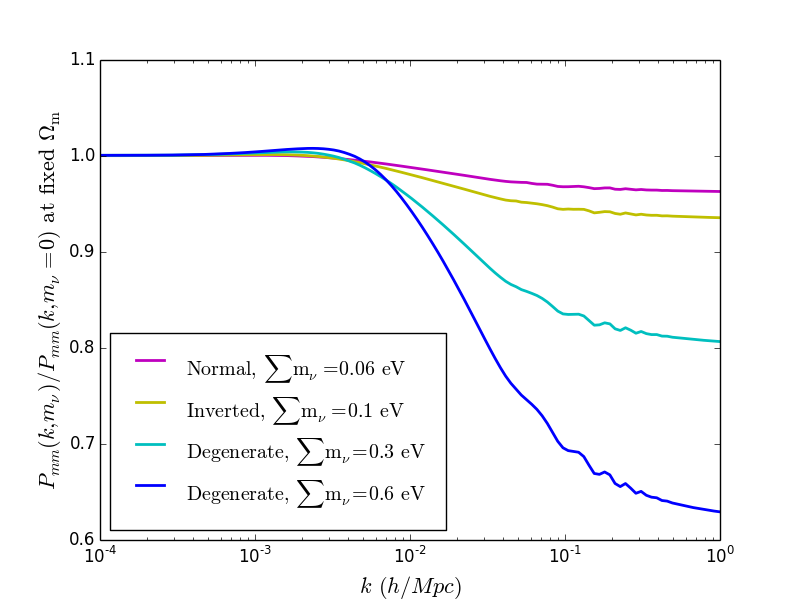 1.1
1.0
0.9
0.8
0.7
0.6
P_mm(k,m_ν)/P_mm(k,m_ν=0) at fixed Ω_m
Normal, ∑m_ν=0.06 eV
Inverted, ∑m_ν=0.1 eV
Degenerate, ∑m_ν=0.3 eV
Degenerate, ∑m_ν=0.6 eV
10^-4 10^-3 10^-2 10^-1 10^0
k (h/Mpc)